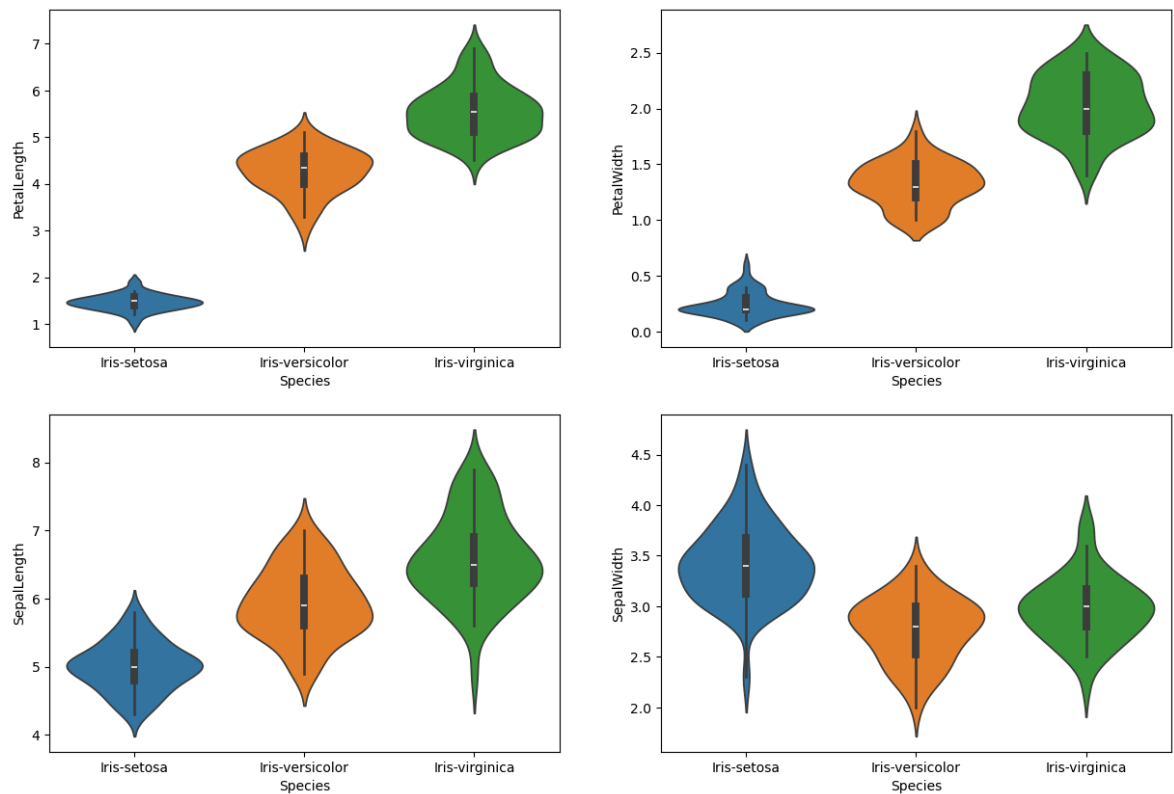 PetalLength
7
6
5
4
3
2
1
Iris-setosa Iris-versicolor Iris-virginica
Species
PetalWidth
2.5
2.0
1.5
1.0
0.5
0.0
Iris-setosa Iris-versicolor Iris-virginica
Species
SepalLength
8
7
6
5
4
Iris-setosa Iris-versicolor Iris-virginica
Species
SepalWidth
4.5
4.0
3.5
3.0
2.5
2.0
Iris-setosa Iris-versicolor Iris-virginica
Species